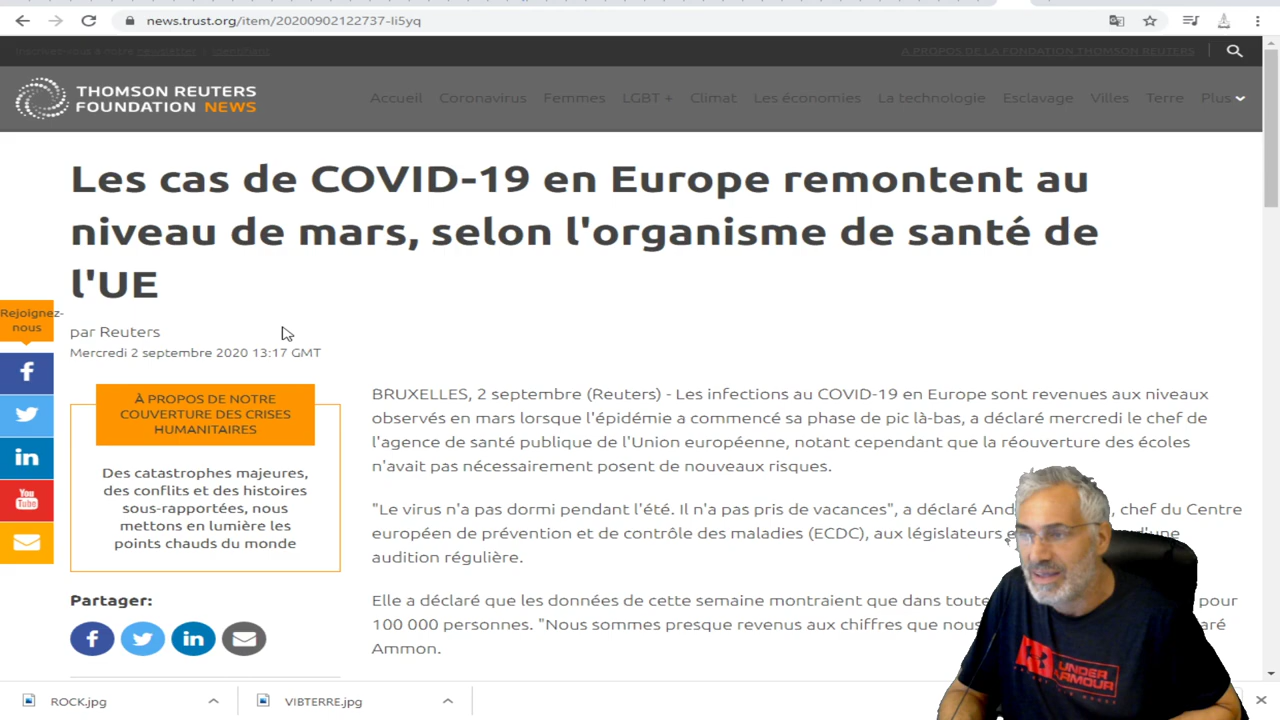 news.trust.org/item/20200902122737-li5yq
Inscrivez-vous à notre newsletter | Identifiant
A PROPOS DE LA FONDATION THOMSON REUTERS
THOMSON REUTERS
FOUNDATION NEWS
Accueil Coronavirus Femmes LGBT + Climat Les économies La technologie Esclavage Villes Terre Plus
Les cas de COVID-19 en Europe remontent au
niveau de mars, selon l'organisme de santé de
l'UE
Rejoignez-
nous
par Reuters
Mercredi 2 septembre 2020 13:17 GMT
À PROPOS DE NOTRE
COUVERTURE DES CRISES
HUMANITAIRES
Des catastrophes majeures,
des conflits et des histoires
sous-rapportées, nous
mettons en lumière les
points chauds du monde
Partager:
BRUXELLES, 2 septembre (Reuters) - Les infections au COVID-19 en Europe sont revenues aux niveaux
observés en mars lorsque l'épidémie a commencé sa phase de pic là-bas, a déclaré mercredi le chef de
l'agence de santé publique de l'Union européenne, notant cependant que la réouverture des écoles
n'avait pas nécessairement posent de nouveaux risques.
"Le virus n'a pas dormi pendant l'été. Il n'a pas pris de vacances", a déclaré And , chef du Centre
européen de prévention et de contrôle des maladies (ECDC), aux législateurs d'une
audition régulière.
Elle a déclaré que les données de cette semaine montraient que dans toute pour
100 000 personnes. "Nous sommes presque revenus aux chiffres que nous
Ammon.
You
Tube
UNDER
ARMOUR
ROCK.jpg
VIBTERRE.jpg